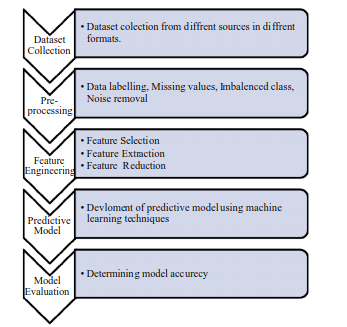 Dataset
Collection
• Dataset colection from diffrent sources in diffrent
formats.
Pre-
processing
• Data labelling, Missing values, Imbalenced class,
Noise removal
Feature
Engineering
• Feature Selection
• Feature Extraction
• Feature Reduction
Predictive
Model
• Devloment of predictive model using machine
learning techniques
Model
Evaluation
• Determining model accurecy